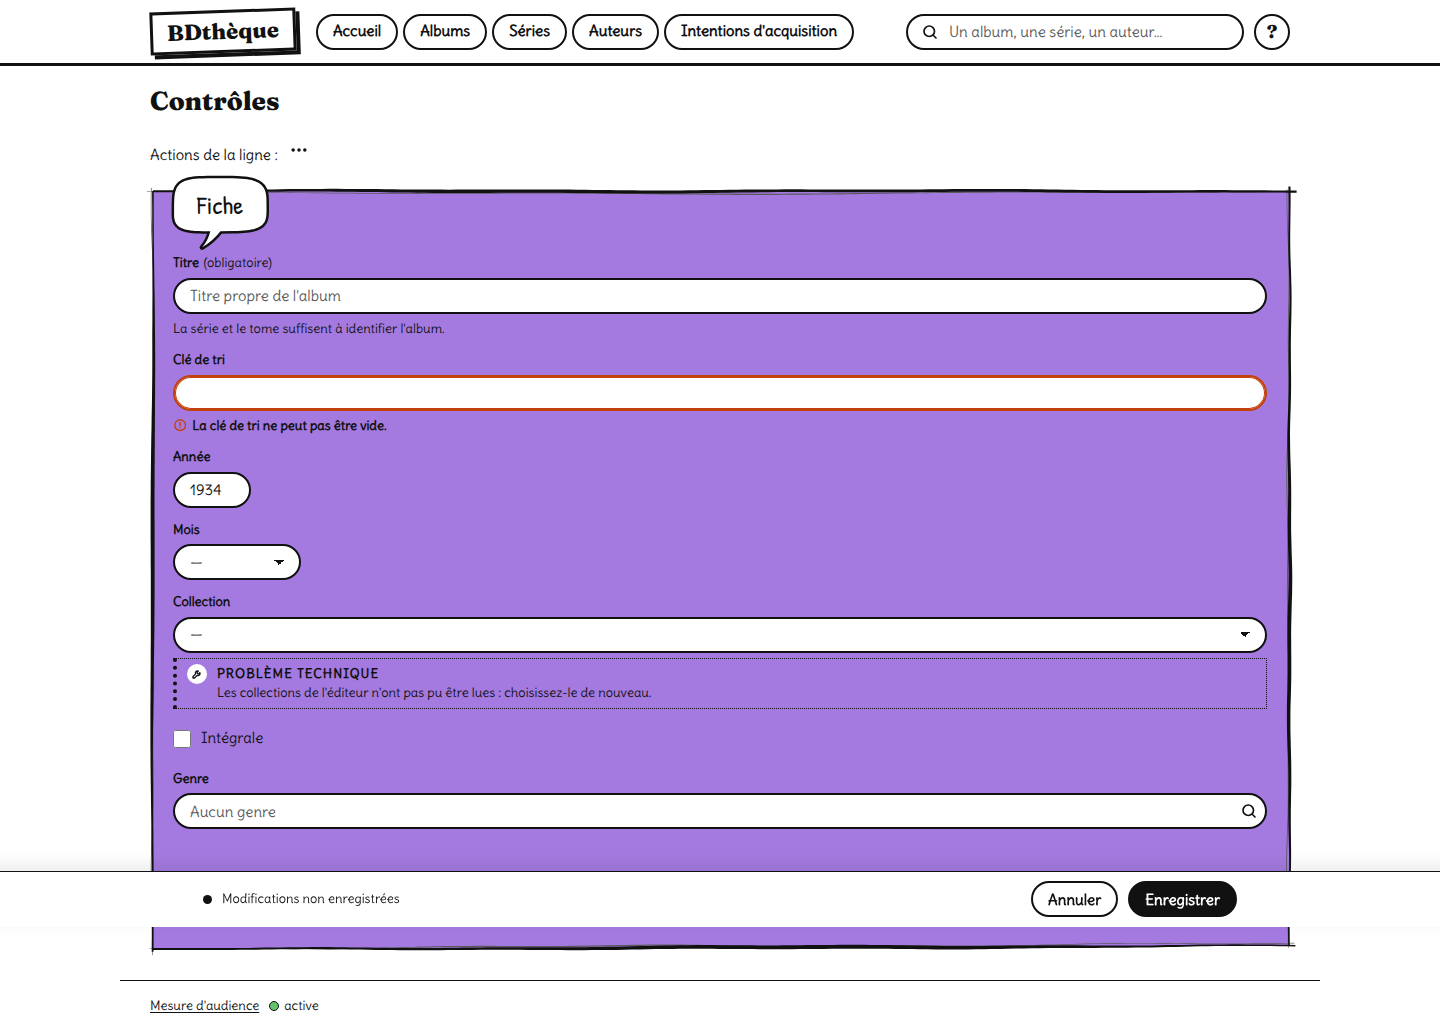 BDthèque
Accueil
Albums
Séries
Auteurs
Intentions d'acquisition
Un album, une série, un auteur...
?
Contrôles
Actions de la ligne :
Fiche
Titre (obligatoire)
Titre propre de l'album
La série et le tome suffisent à identifier l'album.
Clé de tri
La clé de tri ne peut pas être vide.
Année
1934
Mois
—
Collection
—
PROBLÈME TECHNIQUE
Les collections de l'éditeur n'ont pas pu être lues : choisissez-le de nouveau.
Intégrale
Genre
Aucun genre
Modifications non enregistrées
Annuler
Enregistrer
Mesure d'audience
active